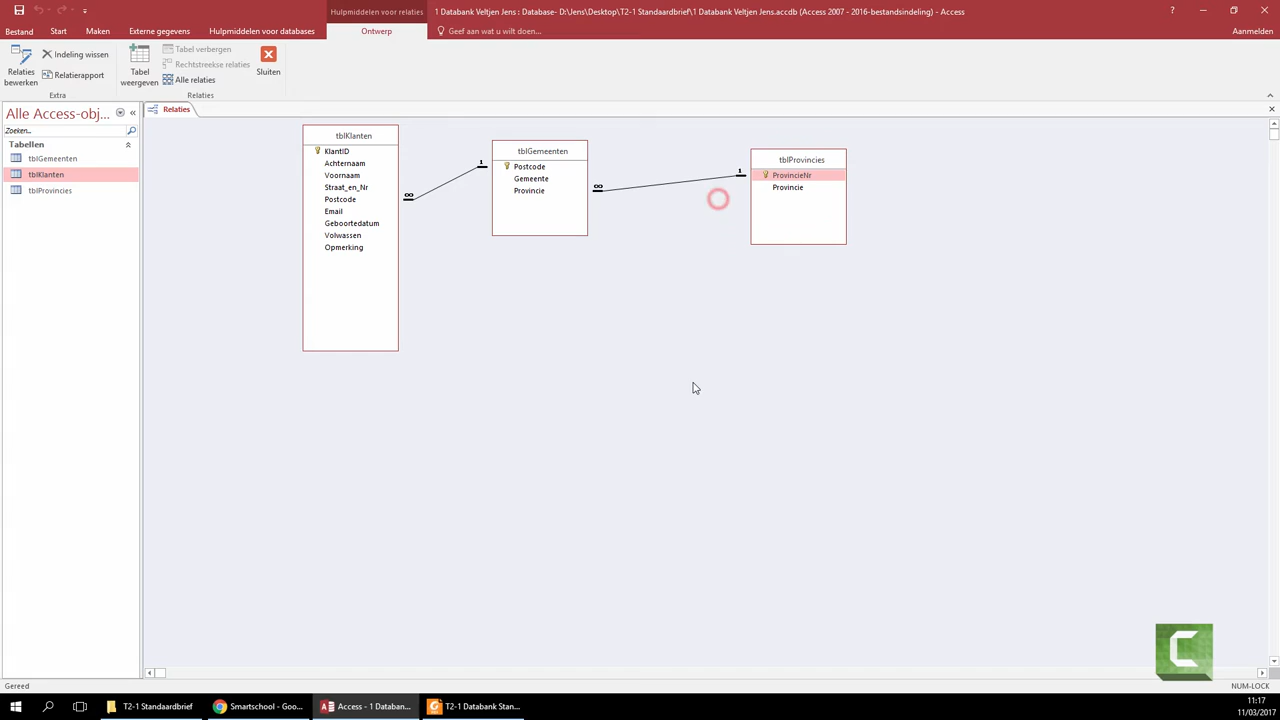 Hulpmiddelen voor relaties
1 Databank Veltjen Jens : Database- D:\Jens\Desktop\T2-1 Standaardbrief\1 Databank Veltjen Jens.accdb (Access 2007 - 2016-bestandsindeling) - Access
Bestand Start Maken Externe gegevens Hulpmiddelen voor databases Ontwerp Geef aan wat u wilt doen... Aanmelden
Relaties bewerken
Indeling wissen
Relatierapport
Extra
Tabel weergeven
Tabel verbergen
Rechtstreekse relaties
Alle relaties
Sluiten
Relaties
Alle Access-obj...
Zoeken..
Tabellen
tblGemeenten
tblKlanten
tblProvincies
Relaties
tblKlanten
KlantID
Achternaam
Voornaam
Straat_en_Nr
Postcode
Email
Geboortedatum
Volwassen
Opmerking
∞ 1
tblGemeenten
Postcode
Gemeente
Provincie
∞ 1
tblProvincies
ProvincieNr
Provincie
Gereed
NUM-LOCK
T2-1 Standaardbrief
Smartschool - Goo...
Access - 1 Databan...
T2-1 Databank Stan...
11:17
11/03/2017